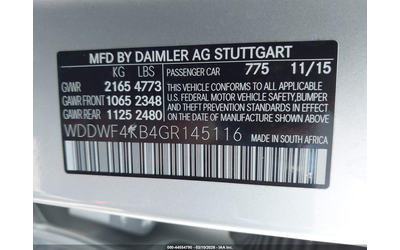 MFD BY DAIMLER AG STUTTGART
KG LBS
GWR 2165 4773
GAWR FRONT 1065 2348
GAWR REAR 1125 2480
PASSENGER CAR 775 11/15
THIS VEHICLE CONFORMS TO ALL APPLICABLE
U.S. FEDERAL MOTOR VEHICLE SAFETY, BUMPER
AND THEFT PREVENTION STANDARDS
IN EFFECT ON THE DATE OF
MANUFACTURE SHOWN ABOVE.
WDDWF4KB4GR145116
MADE IN SOUTH AFRICA